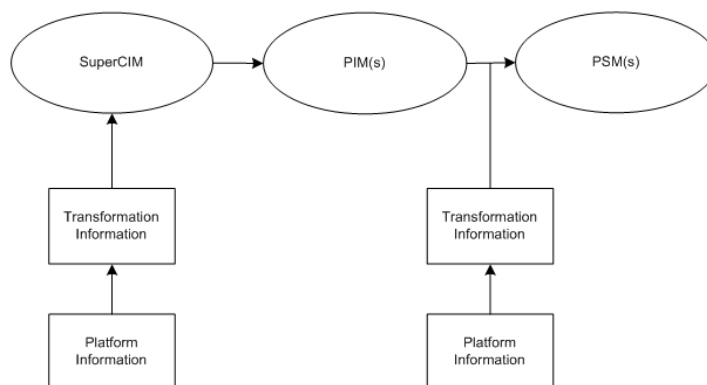 SuperCIM
PIM(s)
PSM(s)
Transformation
Information
Transformation
Information
Platform
Information
Platform
Information